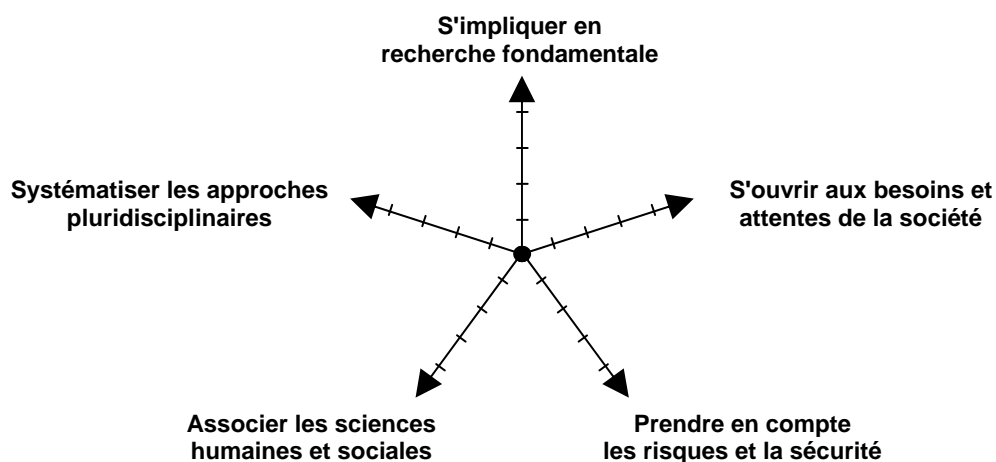 S'impliquer en
recherche fondamentale
Systématiser les approches
pluridisciplinaires
S'ouvrir aux besoins et
attentes de la société
Associer les sciences
humaines et sociales
Prendre en compte
les risques et la sécurité